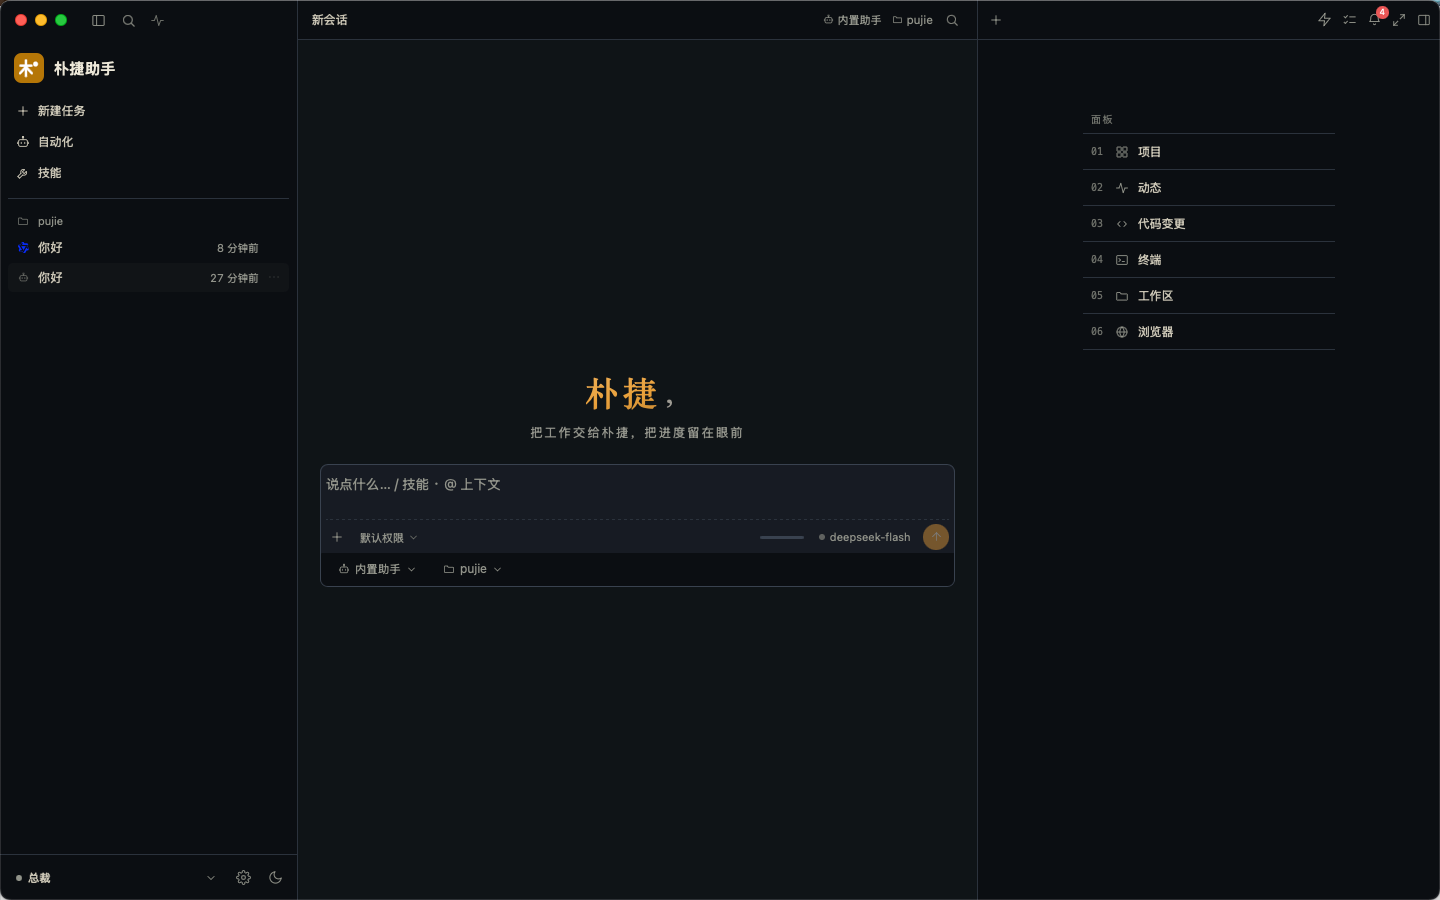 朴捷助手
新建任务
自动化
技能
pujie
你好 8 分钟前
你好 27 分钟前
总裁
新会话 内置助手 pujie
朴捷，
把工作交给朴捷，把进度留在眼前
说点什么... / 技能 · @ 上下文
默认权限 deepseek-flash
内置助手 pujie
4
面板
01 项目
02 动态
03 代码变更
04 终端
05 工作区
06 浏览器